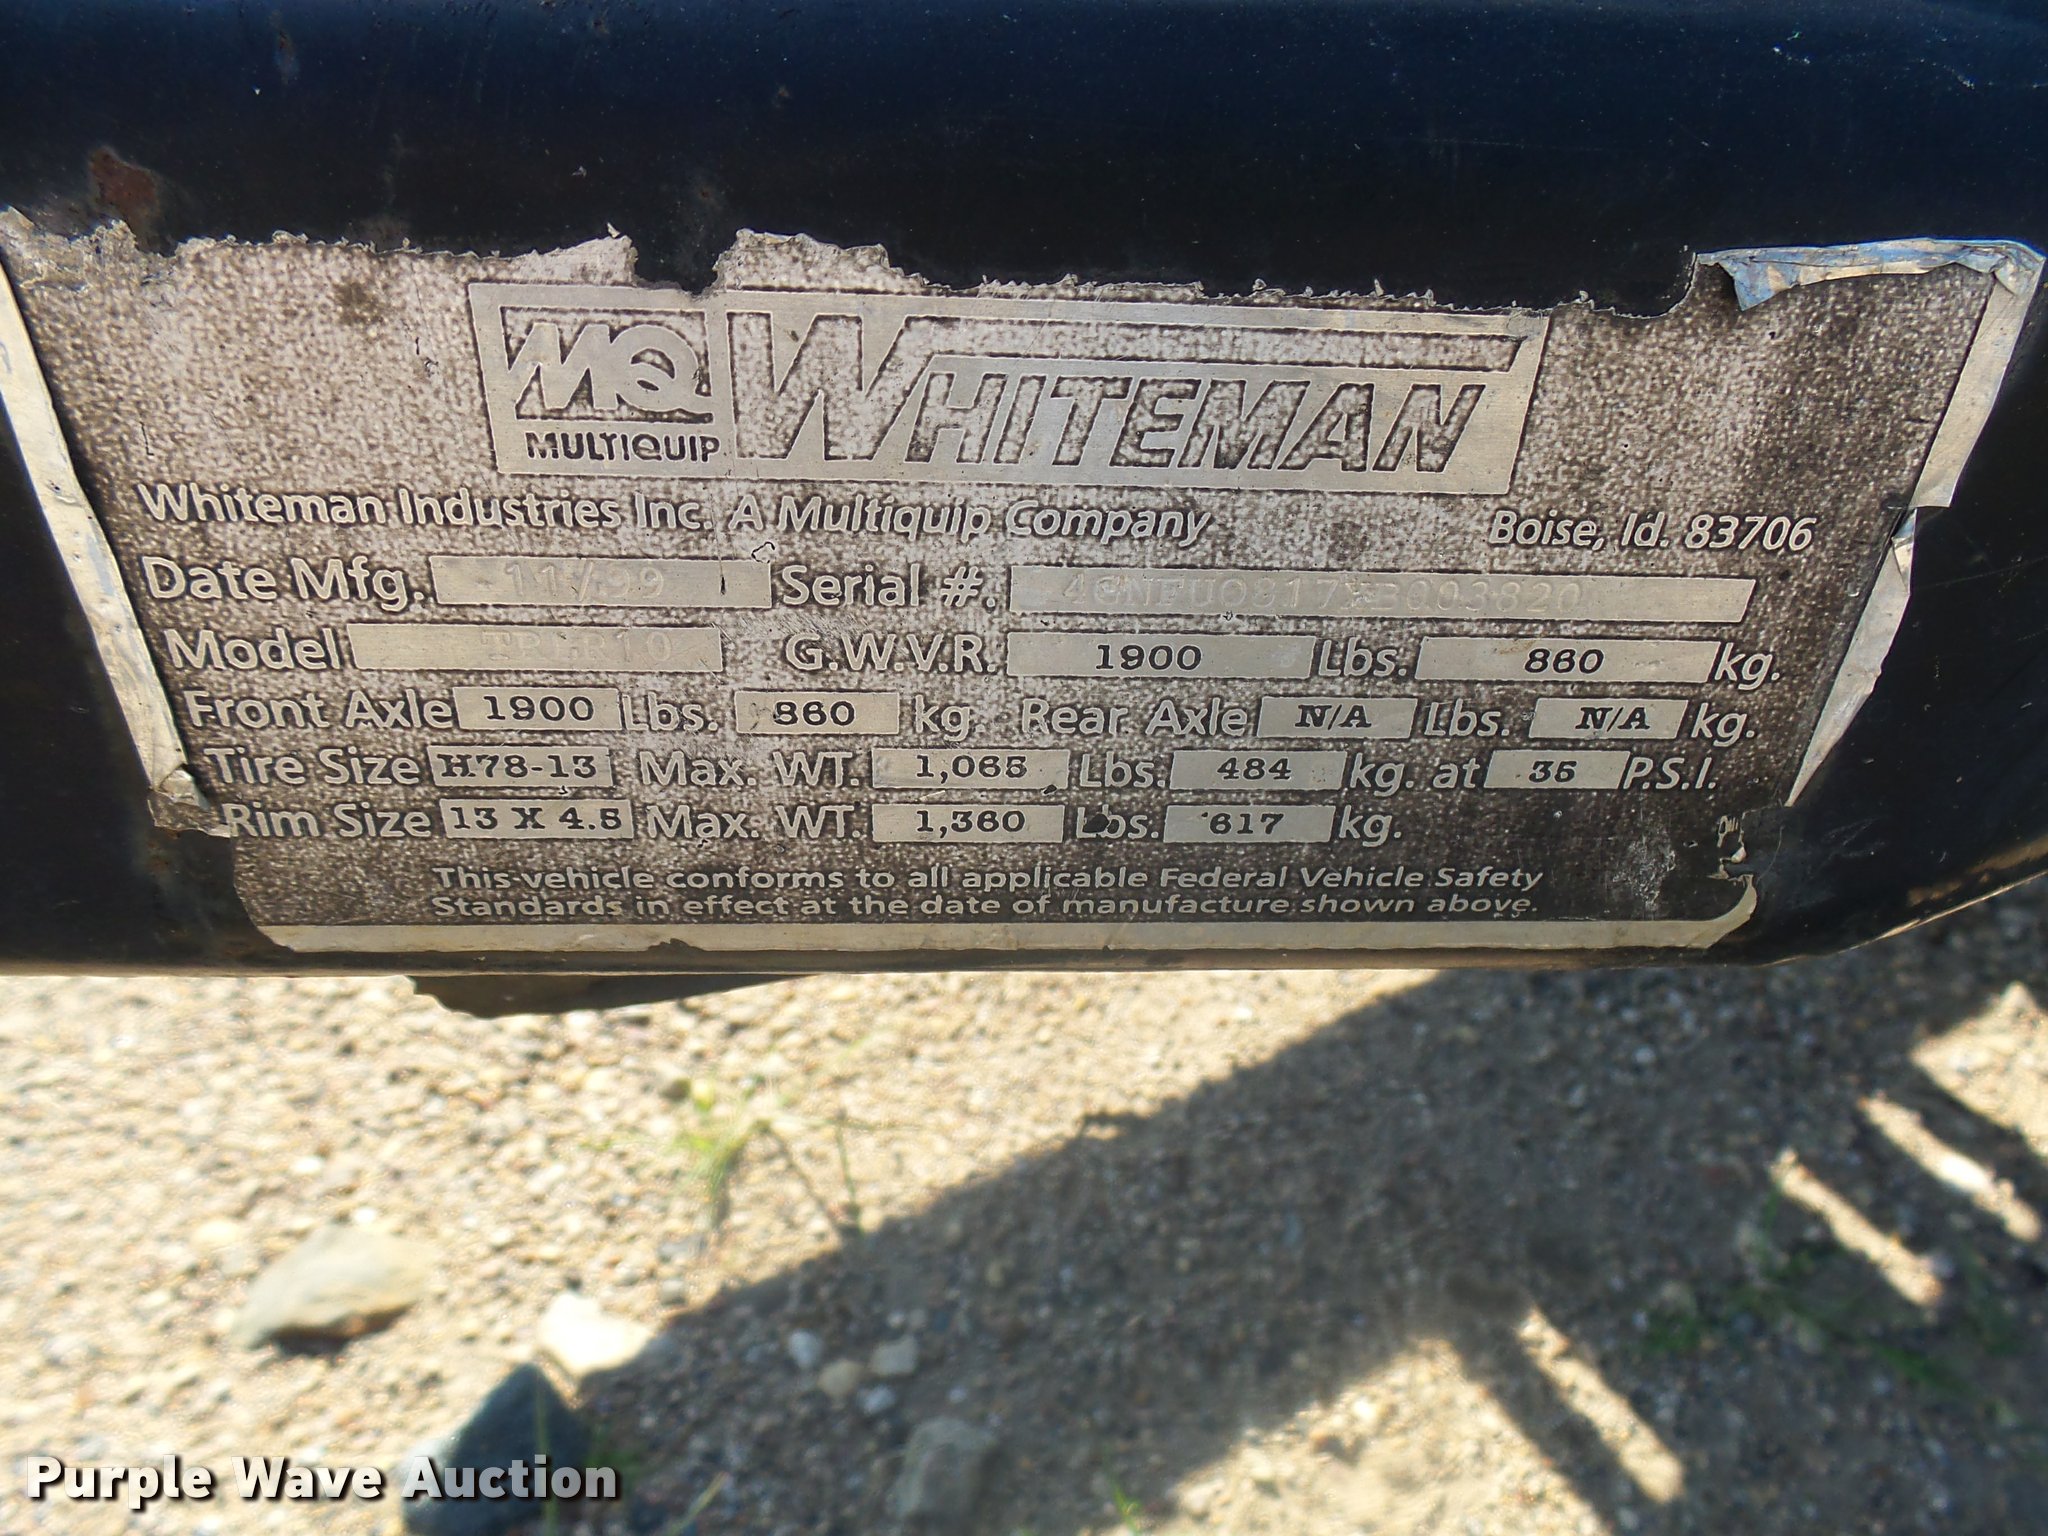 MQ WHITEMAN
MULTIQUIP
Whiteman Industries Inc. A Multiquip Company Boise, Id. 83706
Date Mfg. 11/99 Serial #.
Model G.W.V.R. 1900 Lbs. 860 kg.
Front Axle 1900 Lbs. 860 kg. Rear Axle N/A Lbs. N/A kg.
Tire Size H78-13 Max. WT. 1,065 Lbs. 484 kg. at 35 P.S.I.
Rim Size 13 X 4.5 Max. WT. 1,360 Lbs. 617 kg.
This vehicle conforms to all applicable Federal Vehicle Safety
Standards in effect at the date of manufacture shown above.
Purple Wave Auction